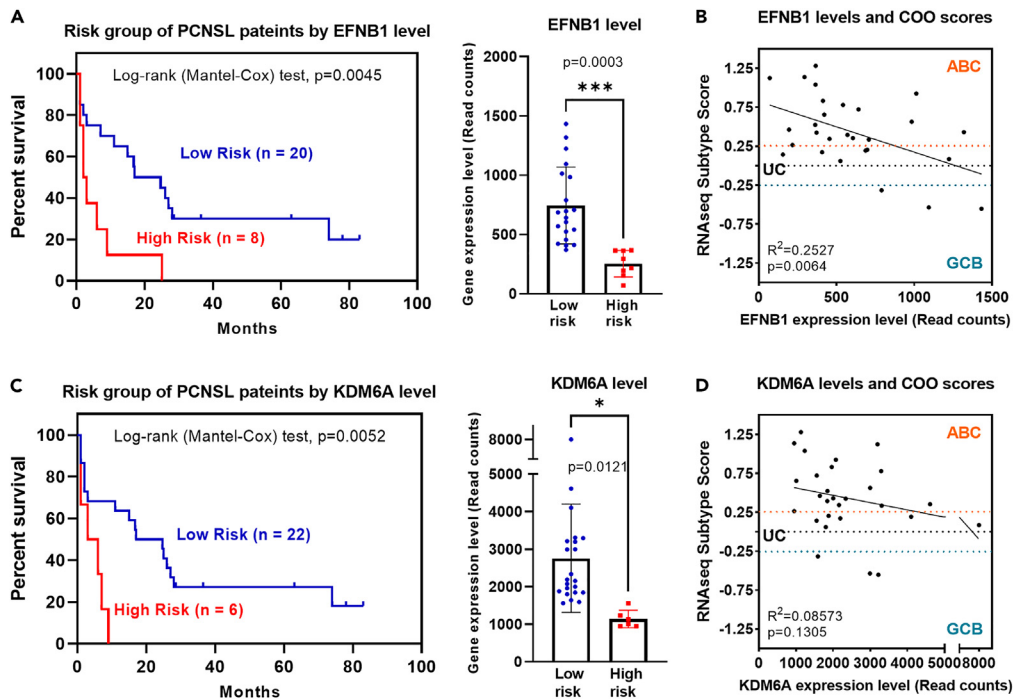 A
Risk group of PCNSL pateints by EFNB1 level
Log-rank (Mantel-Cox) test, p=0.0045
Low Risk (n = 20)
High Risk (n = 8)
Percent survival
100
80
60
40
20
0
0 20 40 60 80 100
Months
EFNB1 level
p=0.0003
***
Gene expression level (Read counts)
2000
1500
1000
500
0
Low risk
High risk
B
EFNB1 levels and COO scores
ABC
UC
GCB
RNAseq Subtype Score
1.25
0.75
0.25
-0.25
-0.75
-1.25
R²=0.2527
p=0.0064
0 500 1000 1500
EFNB1 expression level (Read counts)
C
Risk group of PCNSL pateints by KDM6A level
Log-rank (Mantel-Cox) test, p=0.0052
Low Risk (n = 22)
High Risk (n = 6)
Percent survival
100
80
60
40
20
0
0 20 40 60 80 100
Months
KDM6A level
*
p=0.0121
Gene expression level (Read counts)
8000
5000
4000
3000
2000
1000
0
Low risk
High risk
D
KDM6A levels and COO scores
ABC
UC
GCB
RNAseq Subtype Score
1.25
0.75
0.25
-0.25
-0.75
-1.25
R²=0.08573
p=0.1305
0 1000 2000 3000 4000 5000 8000
KDM6A expression level (Read counts)